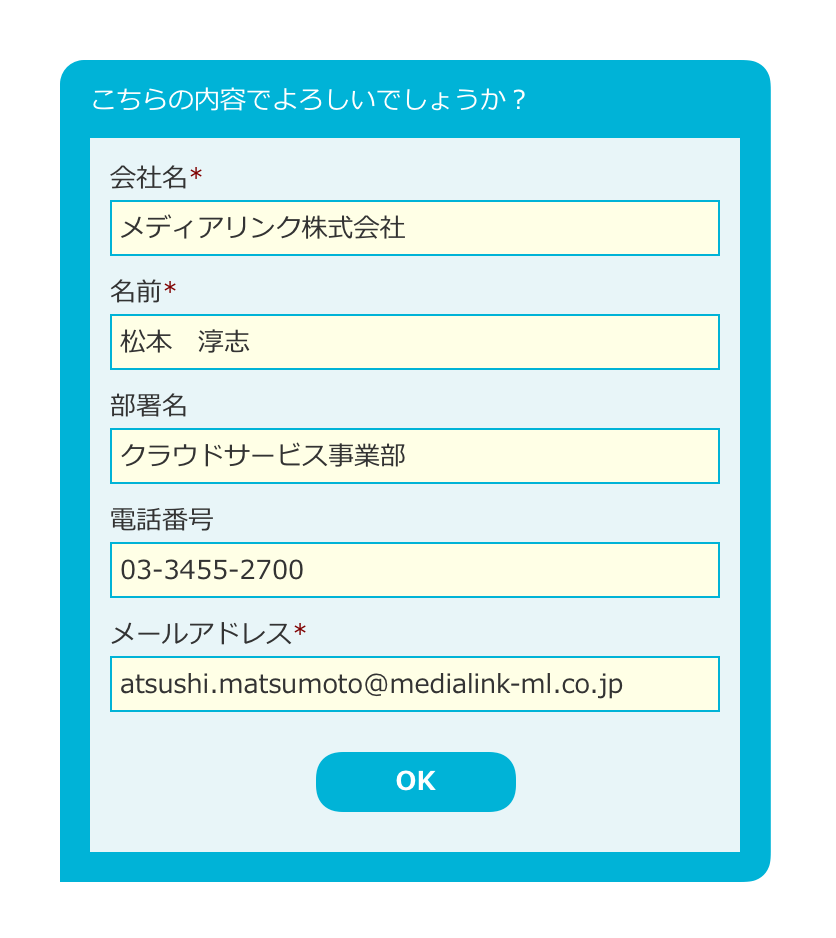 こちらの内容でよろしいでしょうか？
会社名*
メディアリンク株式会社
名前*
松本　淳志
部署名
クラウドサービス事業部
電話番号
03-3455-2700
メールアドレス*
atsushi.matsumoto@medialink-ml.co.jp
OK